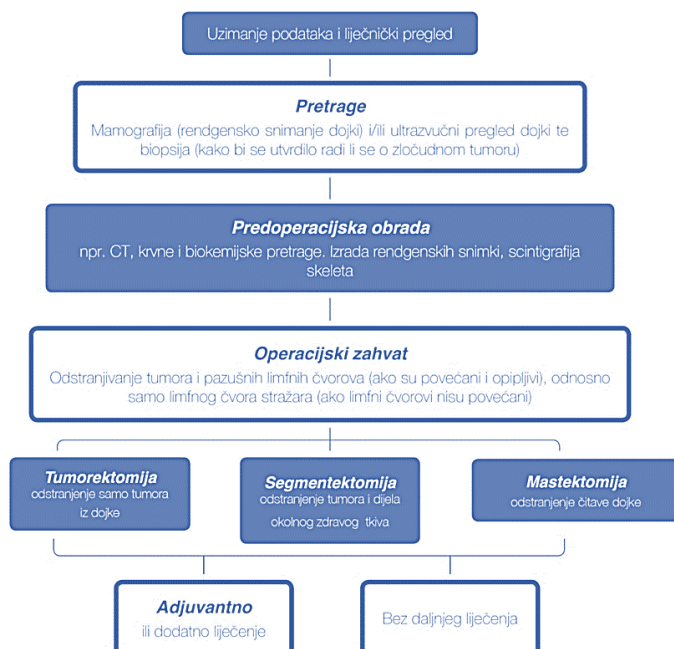 Uzimanje podataka i liječnički pregled
Pretrage
Mamografija (rendgensko snimanje dojki) i/ili ultrazvučni pregled dojki te
biopsija (kako bi se utvrdilo radi li se o zločudnom tumoru)
Predoperacijska obrada
npr. CT, krvne i biokemijske pretrage. Izrada rendgenskih snimki, scintigrafija
skeleta
Operacijski zahvat
Odstranjivanje tumora i pazušnih limfnih čvorova (ako su povećani i opipljivi), odnosno
samo limfnog čvora stražara (ako limfni čvorovi nisu povećani)
Tumorektomija
odstranjenje samo tumora
iz dojke
Segmentektomija
odstranjenje tumora i dijela
okolnog zdravog tkiva
Mastektomija
odstranjenje čitave dojke
Adjuvantno
ili dodatno liječenje
Bez daljnjeg liječenja